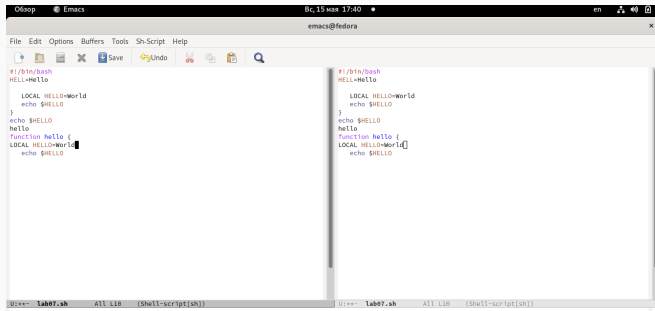 Обзор Emacs Вс, 15 мая 17:40 en
emacs@fedora
File Edit Options Buffers Tools Sh-Script Help
Save Undo
#!/bin/bash
HELL=Hello
LOCAL HELLO=World
echo $HELLO
}
echo $HELLO
hello
function hello {
LOCAL HELLO=World
echo $HELLO
U:**- lab07.sh All L10 (Shell-script[sh])
#!/bin/bash
HELL=Hello
LOCAL HELLO=World
echo $HELLO
}
echo $HELLO
hello
function hello {
LOCAL HELLO=World
echo $HELLO
U:**- lab07.sh All L10 (Shell-script[sh])